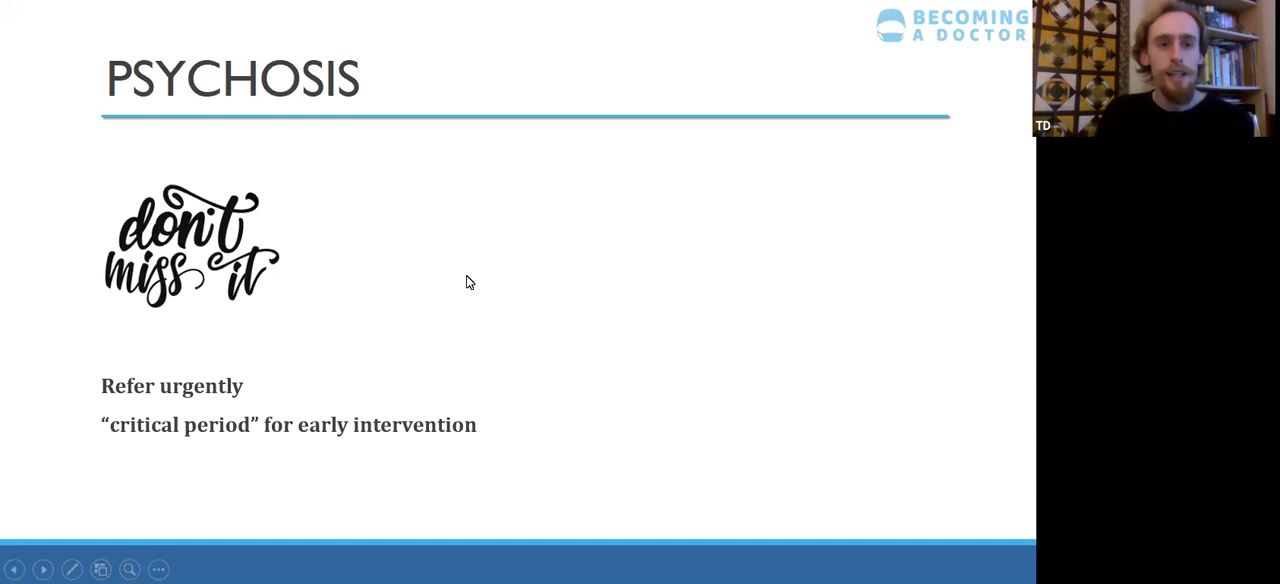 BECOMING
A DOCTOR
PSYCHOSIS
TD
don't
miss it
Refer urgently
“critical period” for early intervention